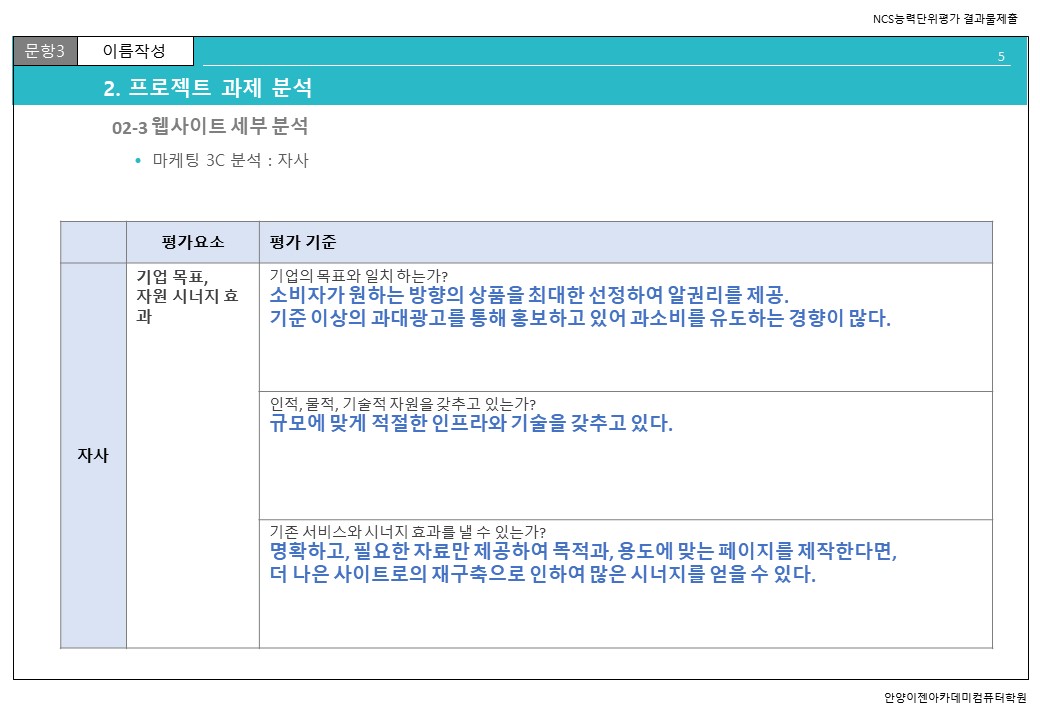 NCS능력단위평가 결과물제출
문항3
이름작성
5
2. 프로젝트 과제 분석
02-3 웹사이트 세부 분석
• 마케팅 3C 분석 : 자사
평가요소
평가 기준
자사
기업 목표,
자원 시너지 효
과
기업의 목표와 일치 하는가?
소비자가 원하는 방향의 상품을 최대한 선정하여 알권리를 제공.
기준 이상의 과대광고를 통해 홍보하고 있어 과소비를 유도하는 경향이 많다.
인적, 물적, 기술적 자원을 갖추고 있는가?
규모에 맞게 적절한 인프라와 기술을 갖추고 있다.
기존 서비스와 시너지 효과를 낼 수 있는가?
명확하고, 필요한 자료만 제공하여 목적과, 용도에 맞는 페이지를 제작한다면,
더 나은 사이트로의 재구축으로 인하여 많은 시너지를 얻을 수 있다.
안양이젠아카데미컴퓨터학원